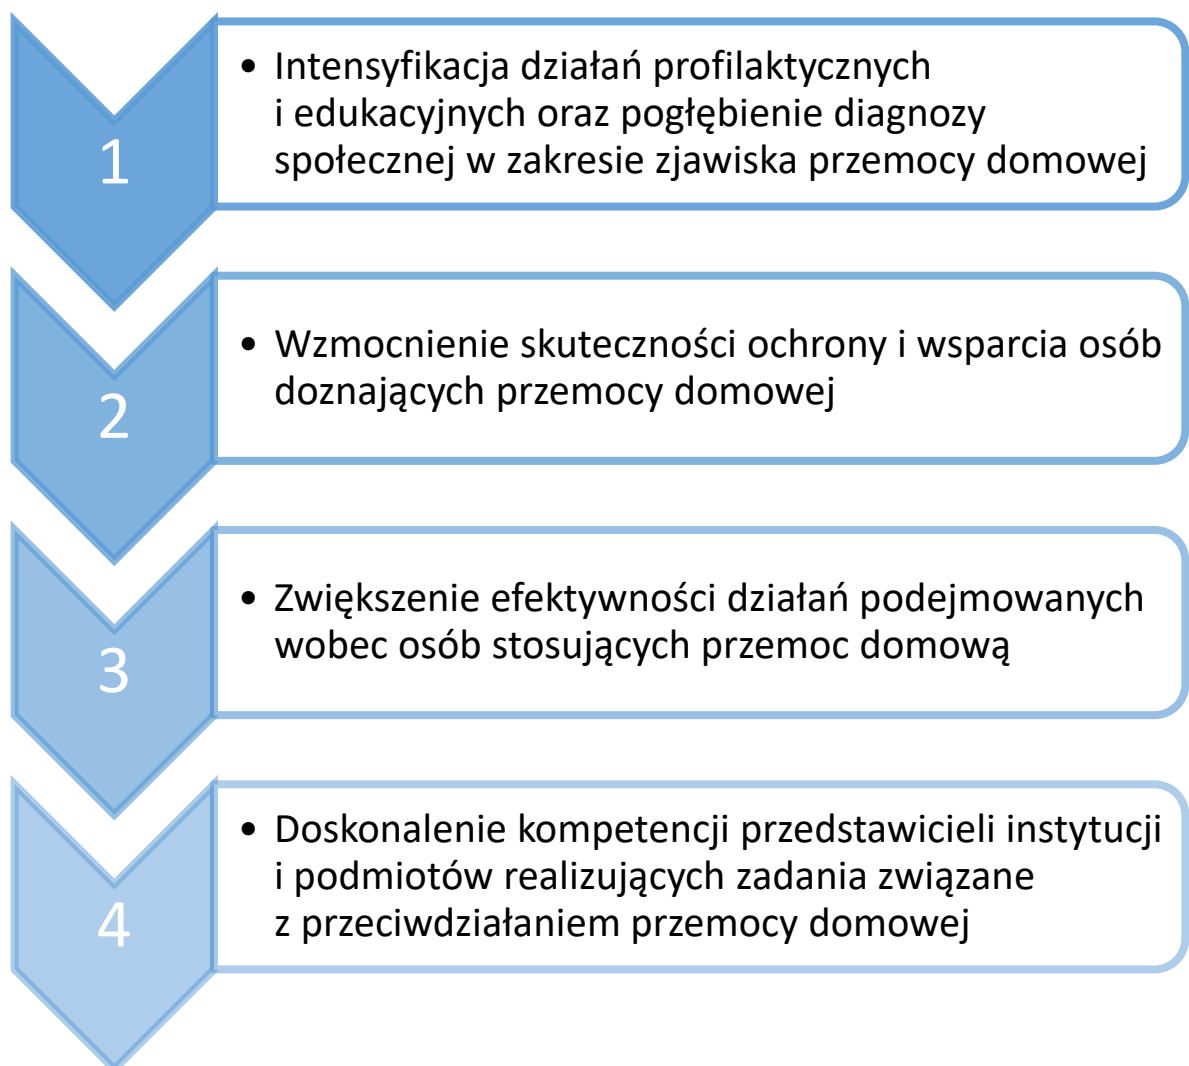 1
• Intensyfikacja działań profilaktycznych
i edukacyjnych oraz pogłębienie diagnozy
społecznej w zakresie zjawiska przemocy domowej
2
• Wzmocnienie skuteczności ochrony i wsparcia osób
doznających przemocy domowej
3
• Zwiększenie efektywności działań podejmowanych
wobec osób stosujących przemoc domową
4
• Doskonalenie kompetencji przedstawicieli instytucji
i podmiotów realizujących zadania związane
z przeciwdziałaniem przemocy domowej